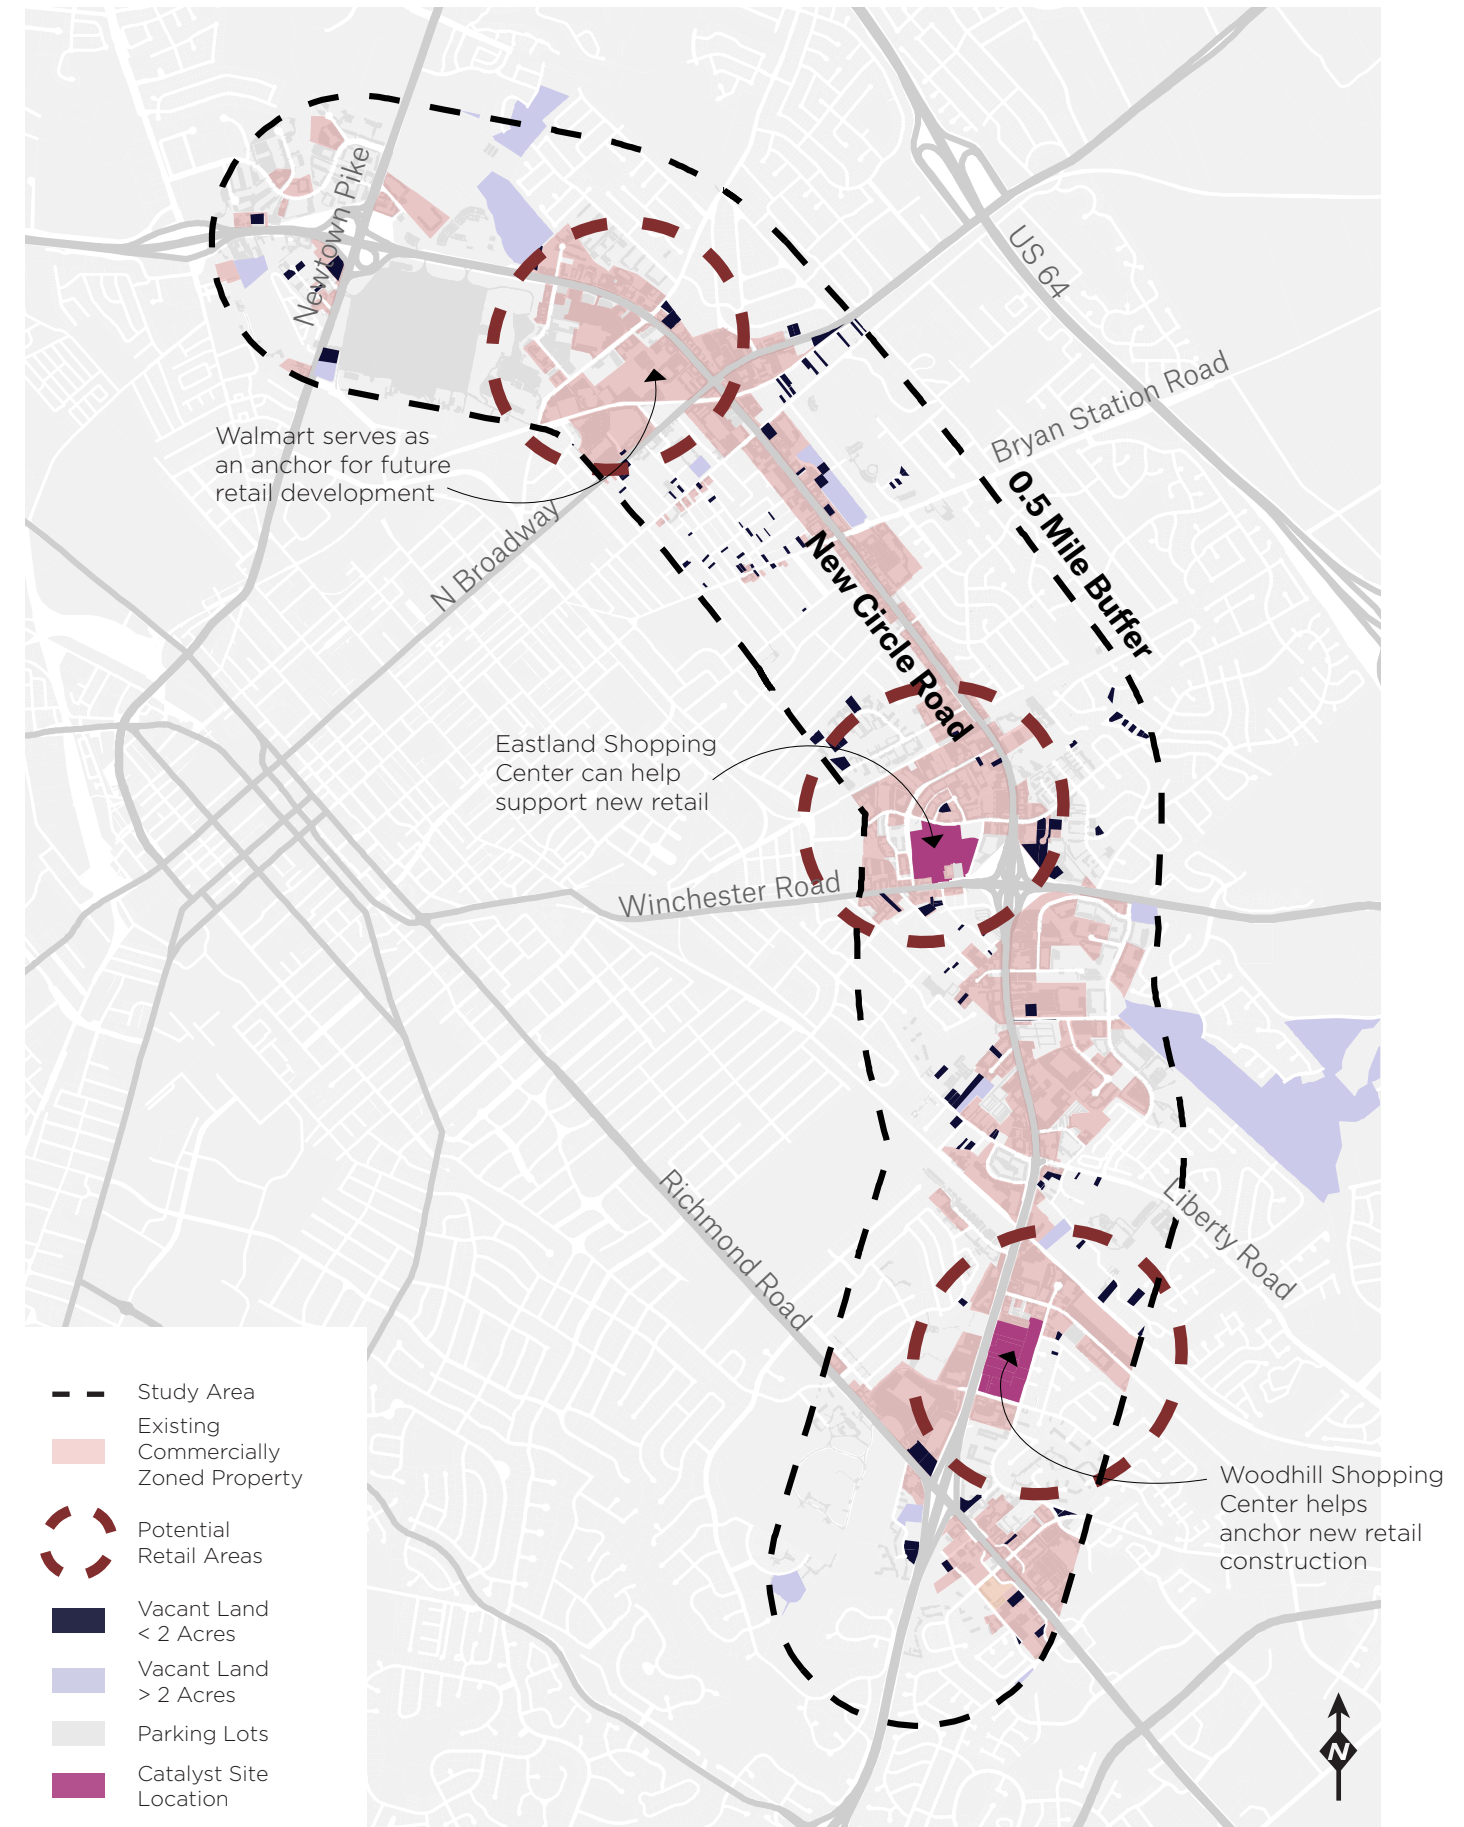 Newtown Pike
US 64
Bryan Station Road
0.5 Mile Buffer
Walmart serves as
an anchor for future
retail development
N Broadway
New Circle Road
Eastland Shopping
Center can help
support new retail
Winchester Road
Richmond Road
Liberty Road
Woodhill Shopping
Center helps
anchor new retail
construction
Study Area
Existing
Commercially
Zoned Property
Potential
Retail Areas
Vacant Land
< 2 Acres
Vacant Land
> 2 Acres
Parking Lots
Catalyst Site
Location
N